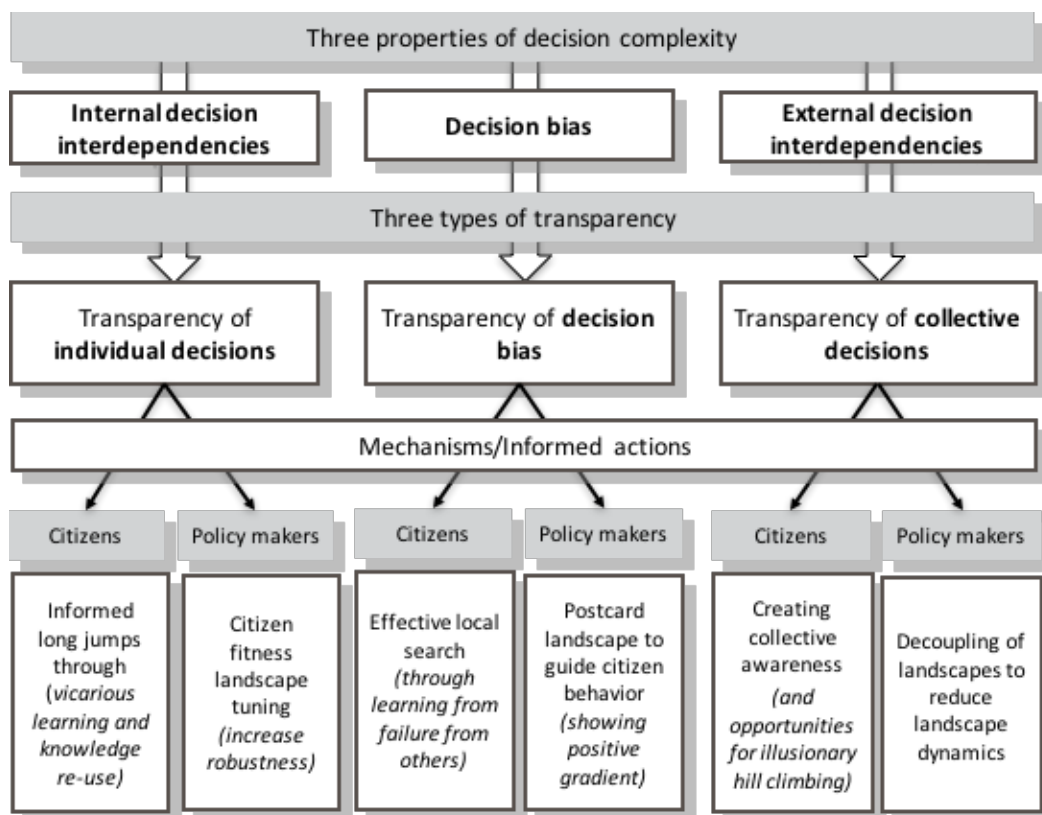 Three properties of decision complexity
Internal decision
interdependencies
Decision bias
External decision
interdependencies
Three types of transparency
Transparency of
individual decisions
Transparency of decision
bias
Transparency of collective
decisions
Mechanisms/Informed actions
Citizens
Policy makers
Citizens
Policy makers
Citizens
Policy makers
Informed
long jumps
through
(vicarious
learning and
knowledge
re-use)
Citizen
fitness
landscape
tuning
(increase
robustness)
Effective local
search
(through
learning from
failure from
others)
Postcard
landscape to
guide citizen
behavior
(showing
positive
gradient)
Creating
collective
awareness
(and
opportunities
for illusionary
hill climbing)
Decoupling of
landscapes to
reduce
landscape
dynamics